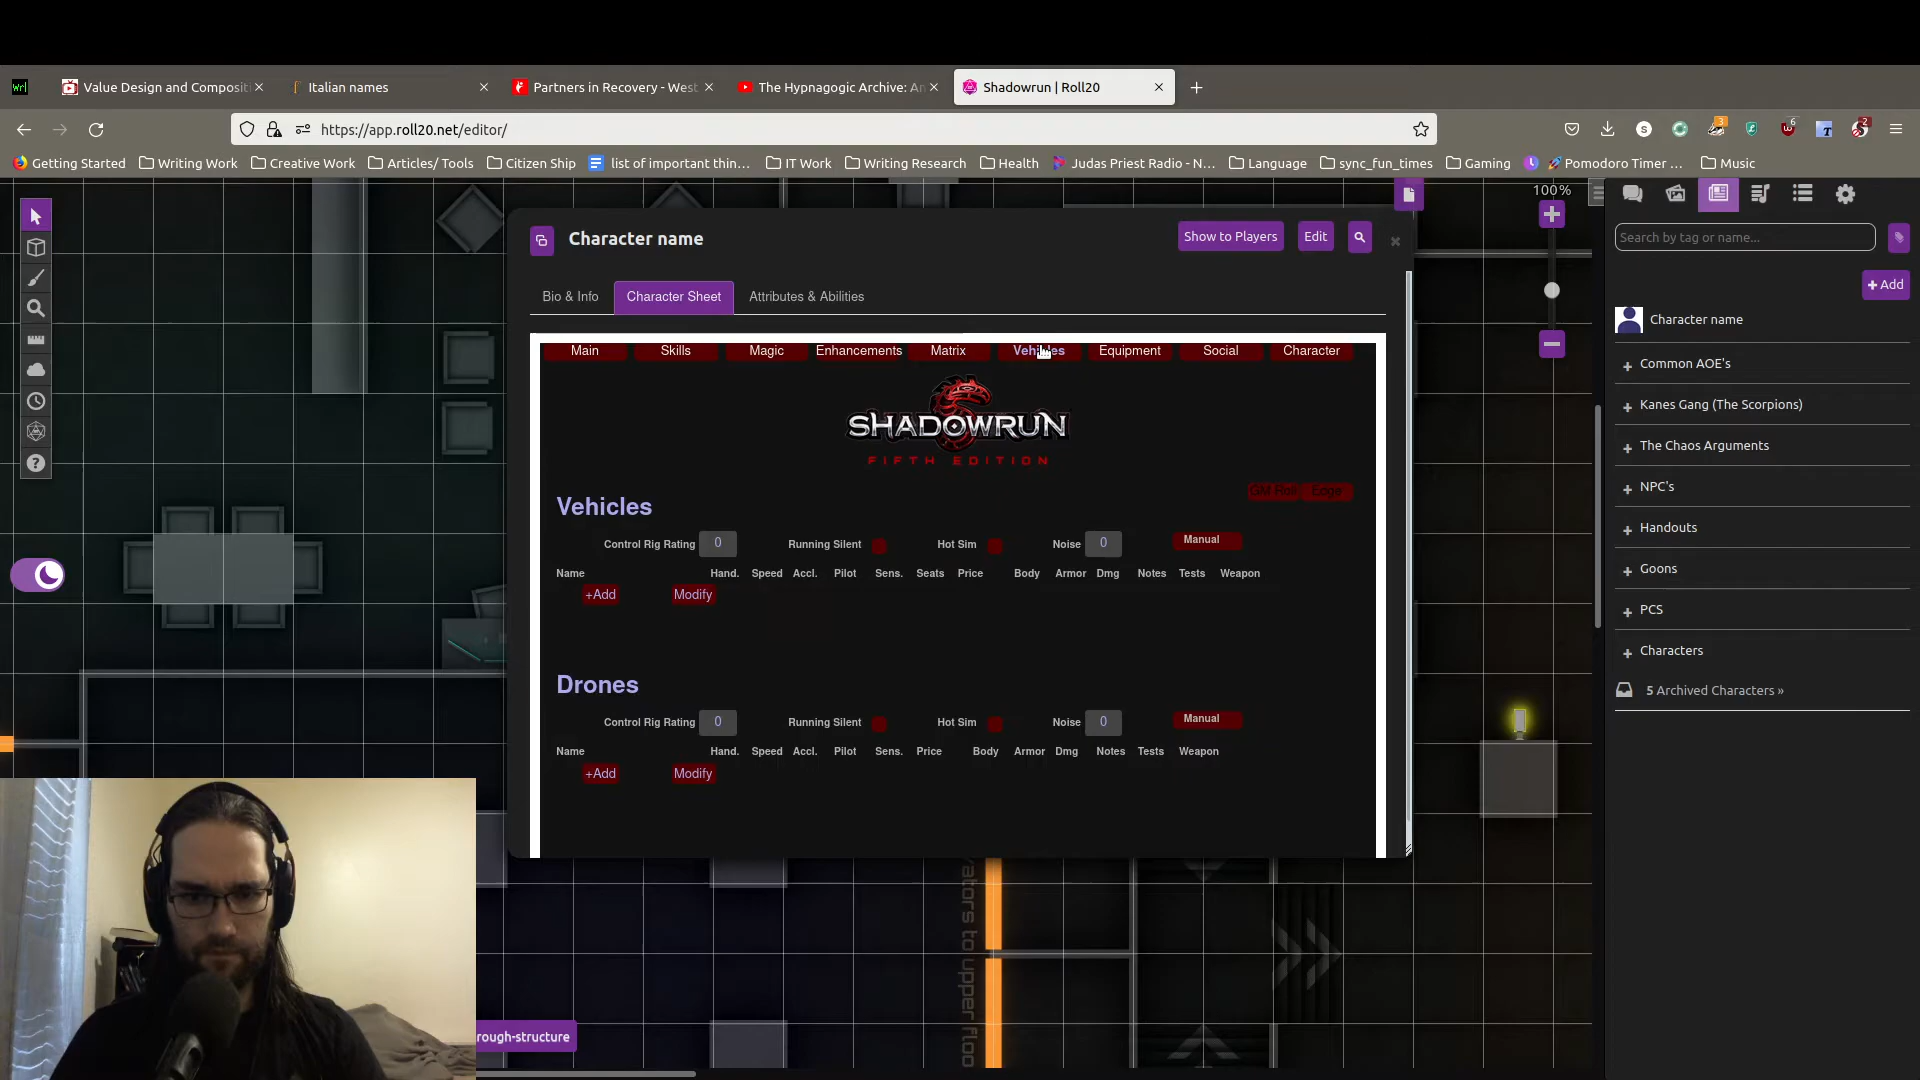 Value Design and Compositi
Italian names
Partners in Recovery - West
The Hypnagogic Archive: An
Shadowrun | Roll20
https://app.roll20.net/editor/
Getting Started
Writing Work
Creative Work
Articles/ Tools
Citizen Ship
list of important thin...
IT Work
Writing Research
Health
Judas Priest Radio - N...
Language
sync_fun_times
Gaming
Pomodoro Timer ...
Music
100%
Character name
Show to Players
Edit
Search by tag or name...
Add
Bio & Info
Character Sheet
Attributes & Abilities
Character name
Main
Skills
Magic
Enhancements
Matrix
Vehicles
Equipment
Social
Character
SHADOWRUN
FIFTH EDITION
Common AOE's
Kanes Gang (The Scorpions)
The Chaos Arguments
NPC's
Handouts
Goons
PCS
Characters
5 Archived Characters »
GM Roll
Edge
Vehicles
Control Rig Rating 0 Running Silent Hot Sim Noise 0 Manual
Name Hand. Speed Accl. Pilot Sens. Seats Price Body Armor Dmg Notes Tests Weapon
+Add Modify
Drones
Control Rig Rating 0 Running Silent Hot Sim Noise 0 Manual
Name Hand. Speed Accl. Pilot Sens. Price Body Armor Dmg Notes Tests Weapon
+Add Modify
ators to upper floo
rough-structure